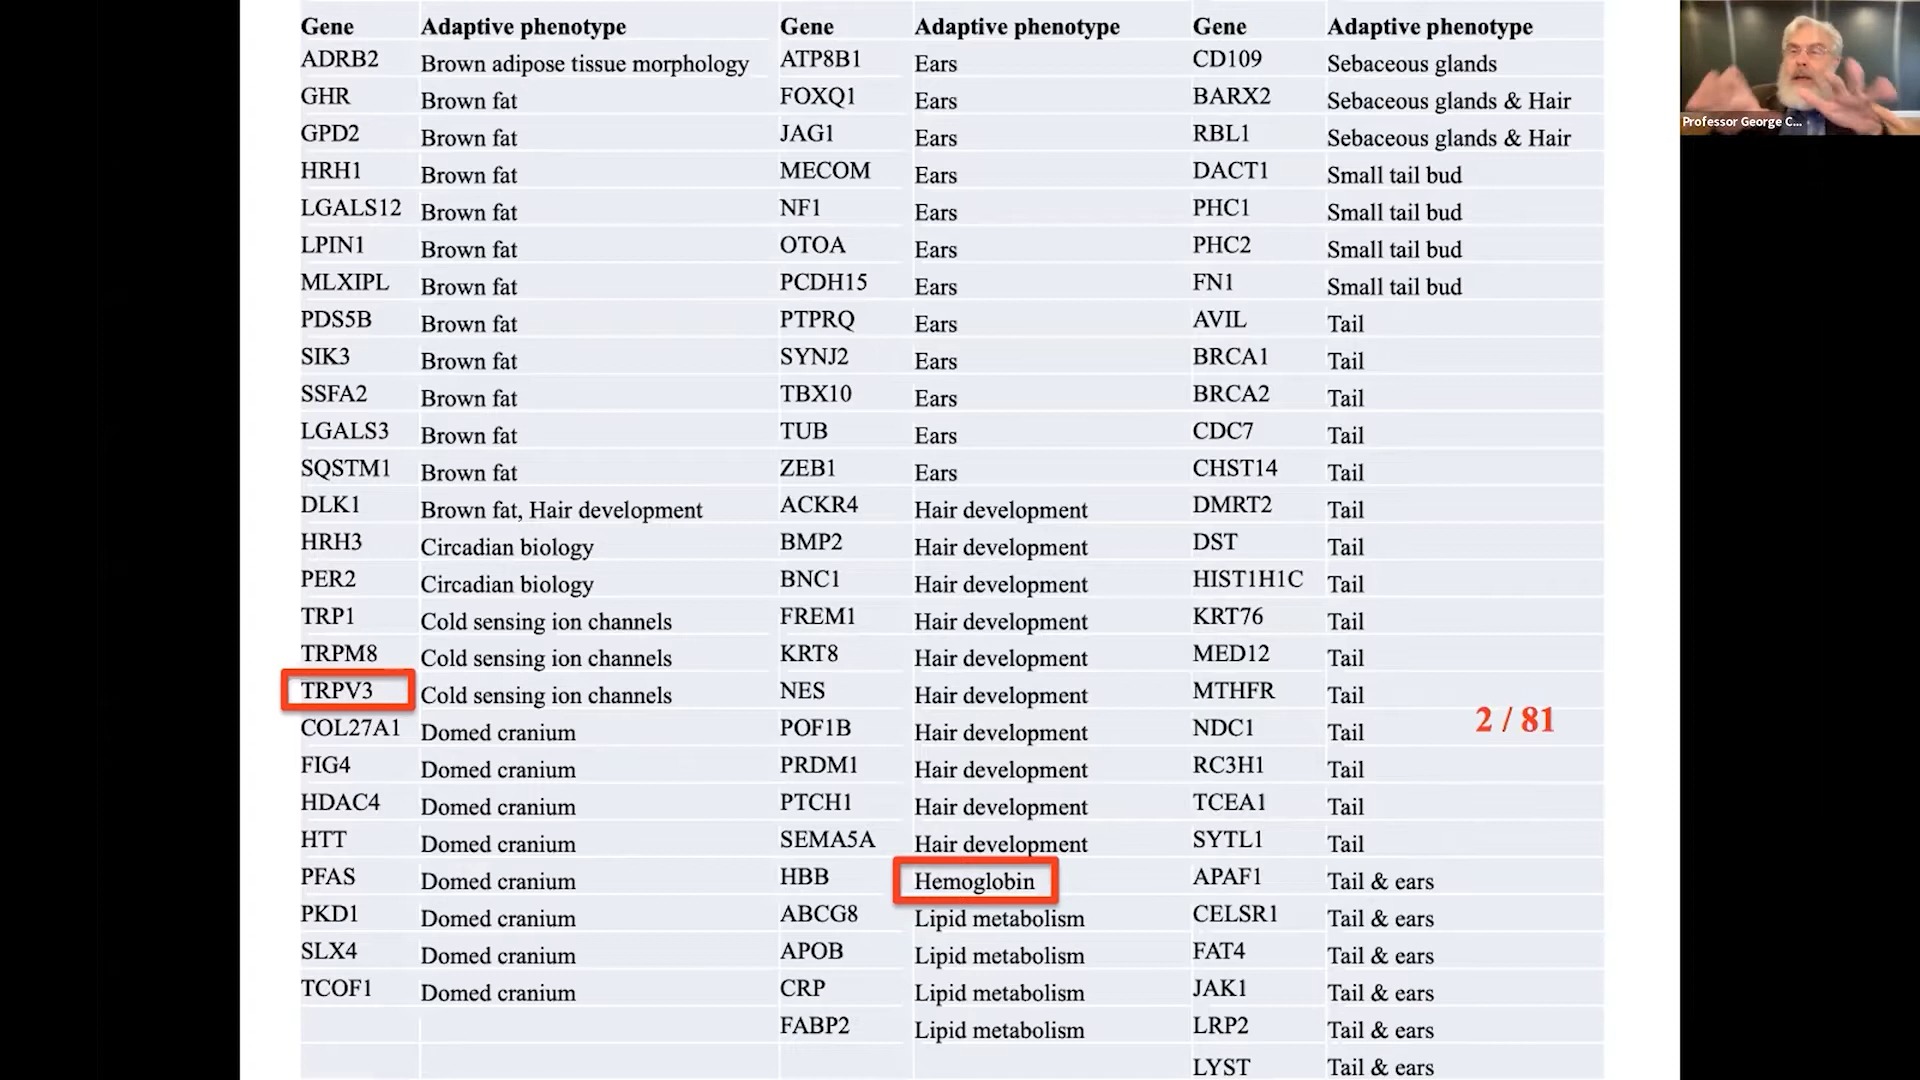 Gene Adaptive phenotype Gene Adaptive phenotype Gene Adaptive phenotype
ADRB2 Brown adipose tissue morphology ATP8B1 Ears CD109 Sebaceous glands
GHR Brown fat FOXQ1 Ears BARX2 Sebaceous glands & Hair
GPD2 Brown fat JAG1 Ears RBL1 Sebaceous glands & Hair
HRH1 Brown fat MECOM Ears DACT1 Small tail bud
LGALS12 Brown fat NF1 Ears PHC1 Small tail bud
LPIN1 Brown fat OTOA Ears PHC2 Small tail bud
MLXIPL Brown fat PCDH15 Ears FN1 Small tail bud
PDS5B Brown fat PTPRQ Ears AVIL Tail
SIK3 Brown fat SYNJ2 Ears BRCA1 Tail
SSFA2 Brown fat TBX10 Ears BRCA2 Tail
LGALS3 Brown fat TUB Ears CDC7 Tail
SQSTM1 Brown fat ZEB1 Ears CHST14 Tail
DLK1 Brown fat, Hair development ACKR4 Hair development DMRT2 Tail
HRH3 Circadian biology BMP2 Hair development DST Tail
PER2 Circadian biology BNC1 Hair development HIST1H1C Tail
TRP1 Cold sensing ion channels FREM1 Hair development KRT76 Tail
TRPM8 Cold sensing ion channels KRT8 Hair development MED12 Tail
TRPV3 Cold sensing ion channels NES Hair development MTHFR Tail
COL27A1 Domed cranium POF1B Hair development NDC1 Tail 2 / 81
FIG4 Domed cranium PRDM1 Hair development RC3H1 Tail
HDAC4 Domed cranium PTCH1 Hair development TCEA1 Tail
HTT Domed cranium SEMA5A Hair development SYTL1 Tail
PFAS Domed cranium HBB Hemoglobin APAF1 Tail & ears
PKD1 Domed cranium ABCG8 Lipid metabolism CELSR1 Tail & ears
SLX4 Domed cranium APOB Lipid metabolism FAT4 Tail & ears
TCOF1 Domed cranium CRP Lipid metabolism JAK1 Tail & ears
FABP2 Lipid metabolism LRP2 Tail & ears
LYST Tail & ears
Professor George C...